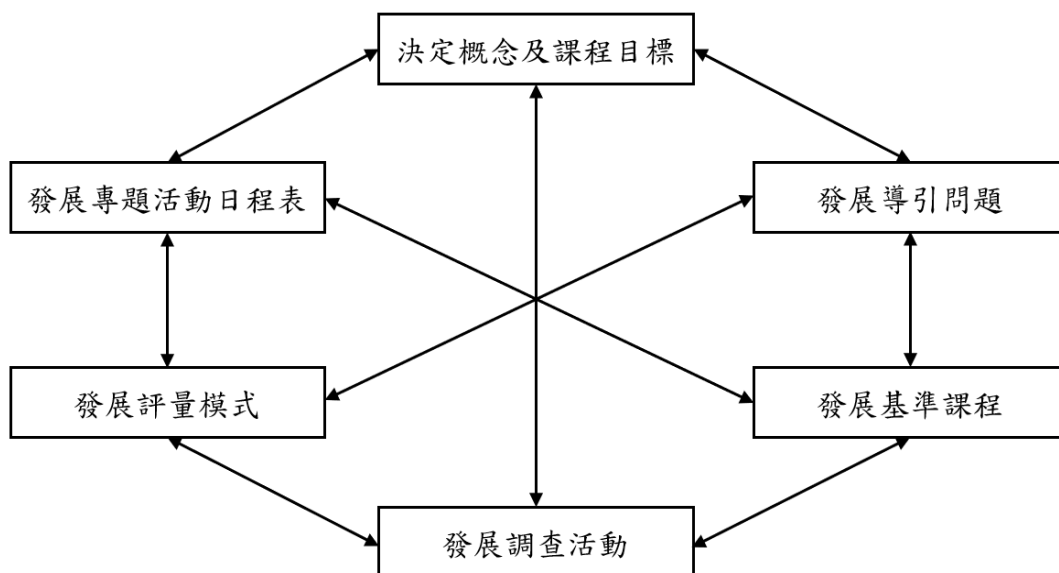 決定概念及課程目標
發展專題活動日程表
發展導引問題
發展評量模式
發展基準課程
發展調查活動